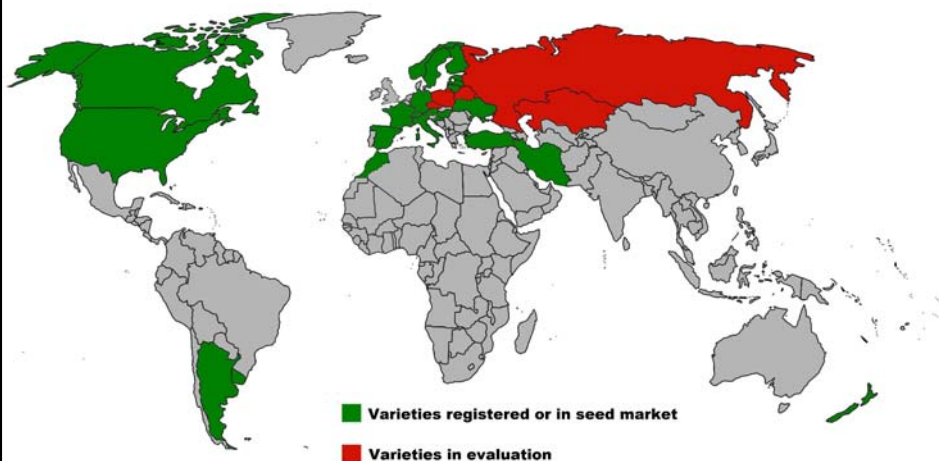 Varieties registered or in seed market
Varieties in evaluation